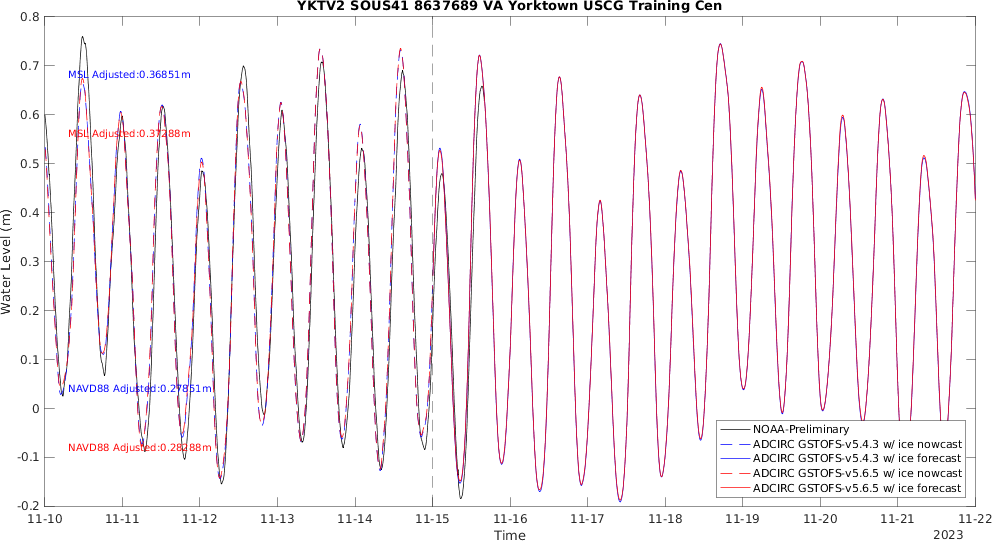 YKTV2 SOUS41 8637689 VA Yorktown USCG Training Cen
0.8
0.7
0.6
0.5
0.4
0.3
0.2
0.1
0
-0.1
-0.2
Water Level (m)
MSL Adjusted:0.36851m
MSL Adjusted:0.37288m
NAVD88 Adjusted:0.27851m
NAVD88 Adjusted:0.28288m
NOAA-Preliminary
ADCIRC GSTOFS-v5.4.3 w/ ice nowcast
ADCIRC GSTOFS-v5.4.3 w/ ice forecast
ADCIRC GSTOFS-v5.6.5 w/ ice nowcast
ADCIRC GSTOFS-v5.6.5 w/ ice forecast
11-10 11-11 11-12 11-13 11-14 11-15 11-16 11-17 11-18 11-19 11-20 11-21 11-22
Time
2023